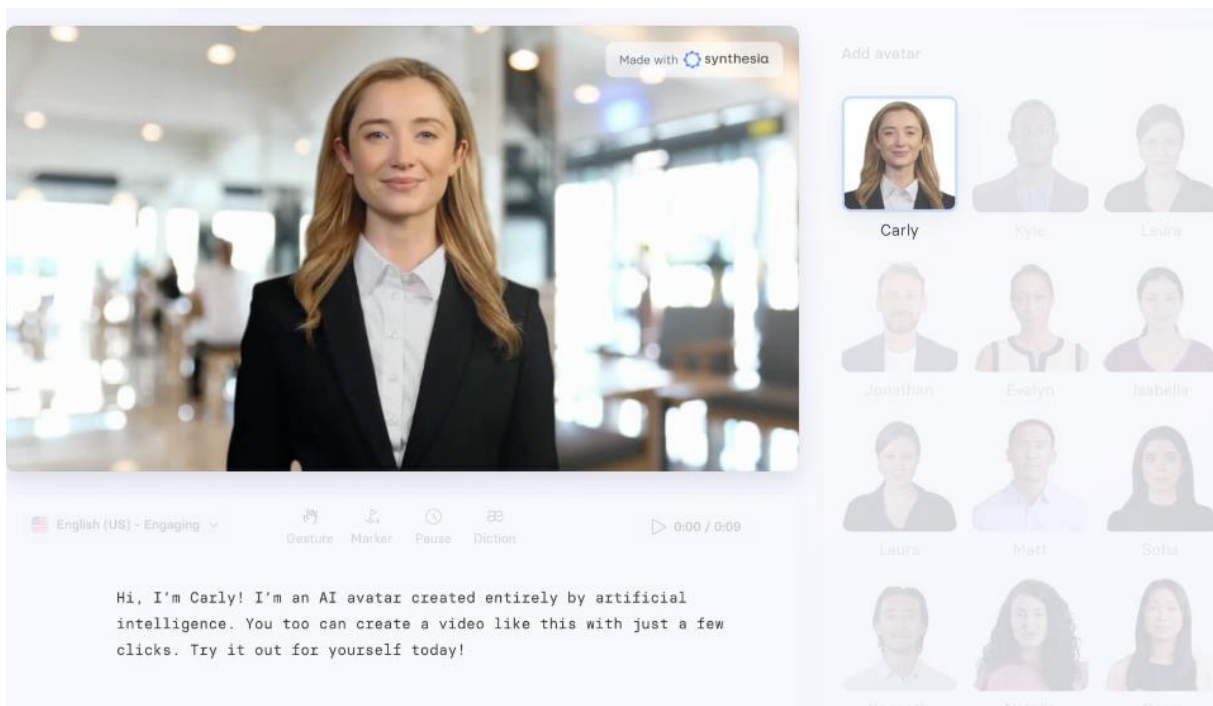 Made with synthesia
Add avatar
Carly
Kyle
Laura
Jonathan
Evelyn
Isabella
Laura
Matt
Sofia
English (US) - Engaging
Gesture
Marker
Pause
æ
Diction
0:00 / 0:09
Hi, I'm Carly! I'm an AI avatar created entirely by artificial
intelligence. You too can create a video like this with just a few
clicks. Try it out for yourself today!